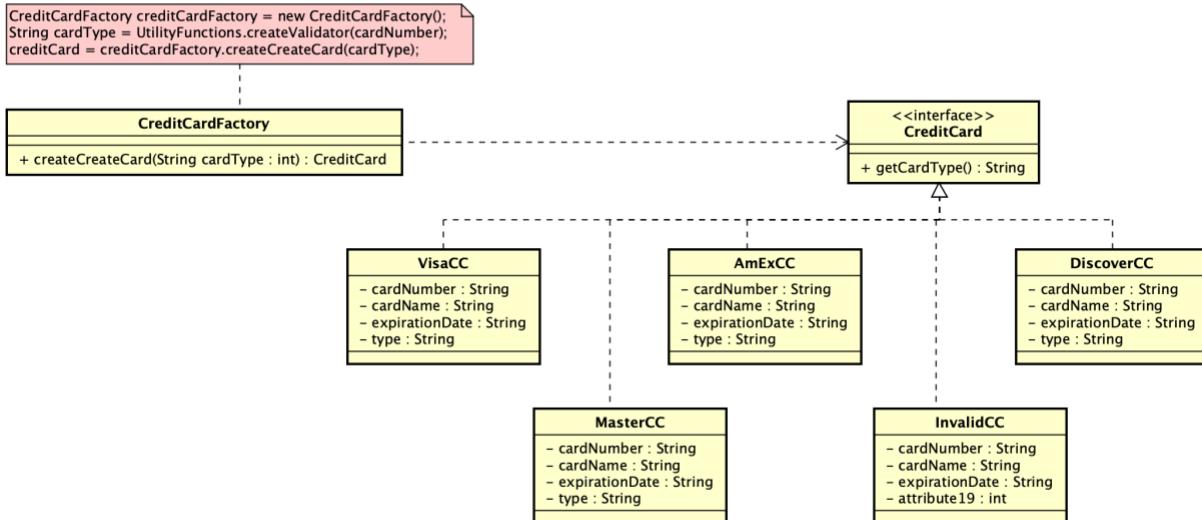 CreditCardFactory creditCardFactory = new CreditCardFactory();
String cardType = UtilityFunctions.createValidator(cardNumber);
creditCard = creditCardFactory.createCreateCard(cardType);
CreditCardFactory
+ createCreateCard(String cardType : int) : CreditCard
<<interface>>
CreditCard
+ getCardType() : String
VisaCC
- cardNumber : String
- cardName : String
- expirationDate : String
- type : String
AmExCC
- cardNumber : String
- cardName : String
- expirationDate : String
- type : String
DiscoverCC
- cardNumber : String
- cardName : String
- expirationDate : String
- type : String
MasterCC
- cardNumber : String
- cardName : String
- expirationDate : String
- type : String
InvalidCC
- cardNumber : String
- cardName : String
- expirationDate : String
- attribute19 : int